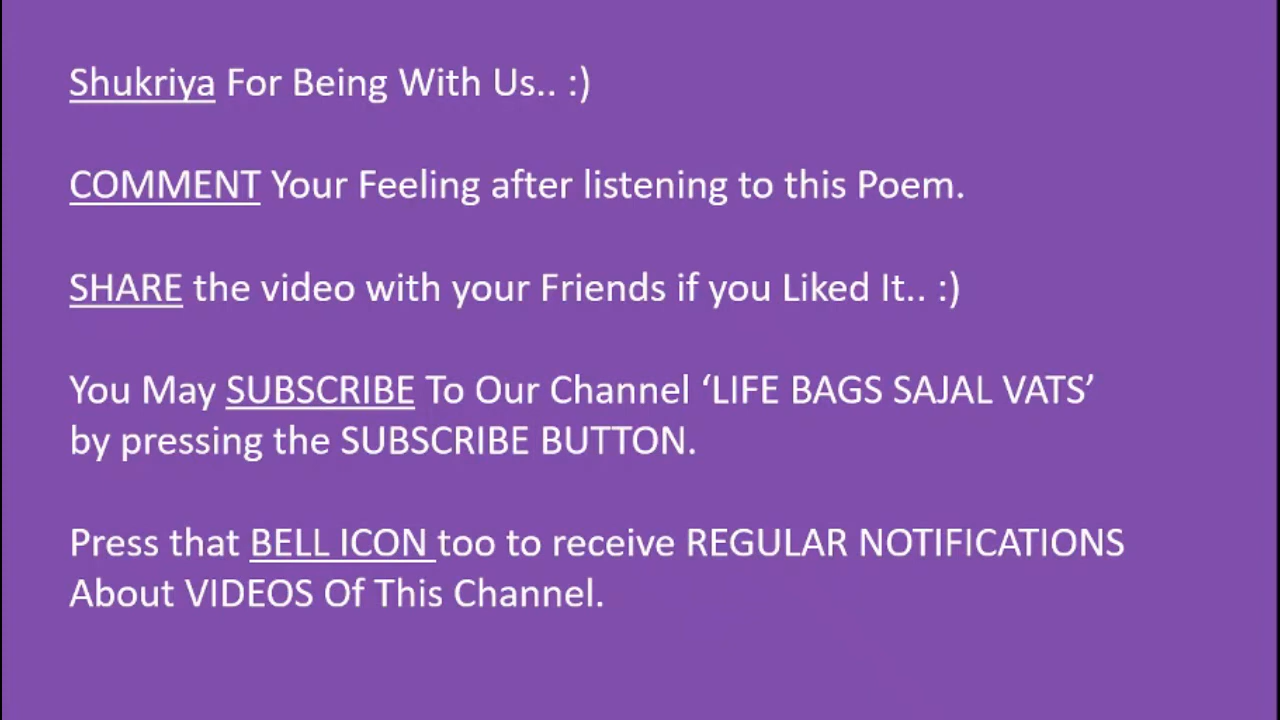 Shukriya For Being With Us.. :)
COMMENT Your Feeling after listening to this Poem.
SHARE the video with your Friends if you Liked It.. :)
You May SUBSCRIBE To Our Channel ‘LIFE BAGS SAJAL VATS’
by pressing the SUBSCRIBE BUTTON.
Press that BELL ICON too to receive REGULAR NOTIFICATIONS
About VIDEOS Of This Channel.